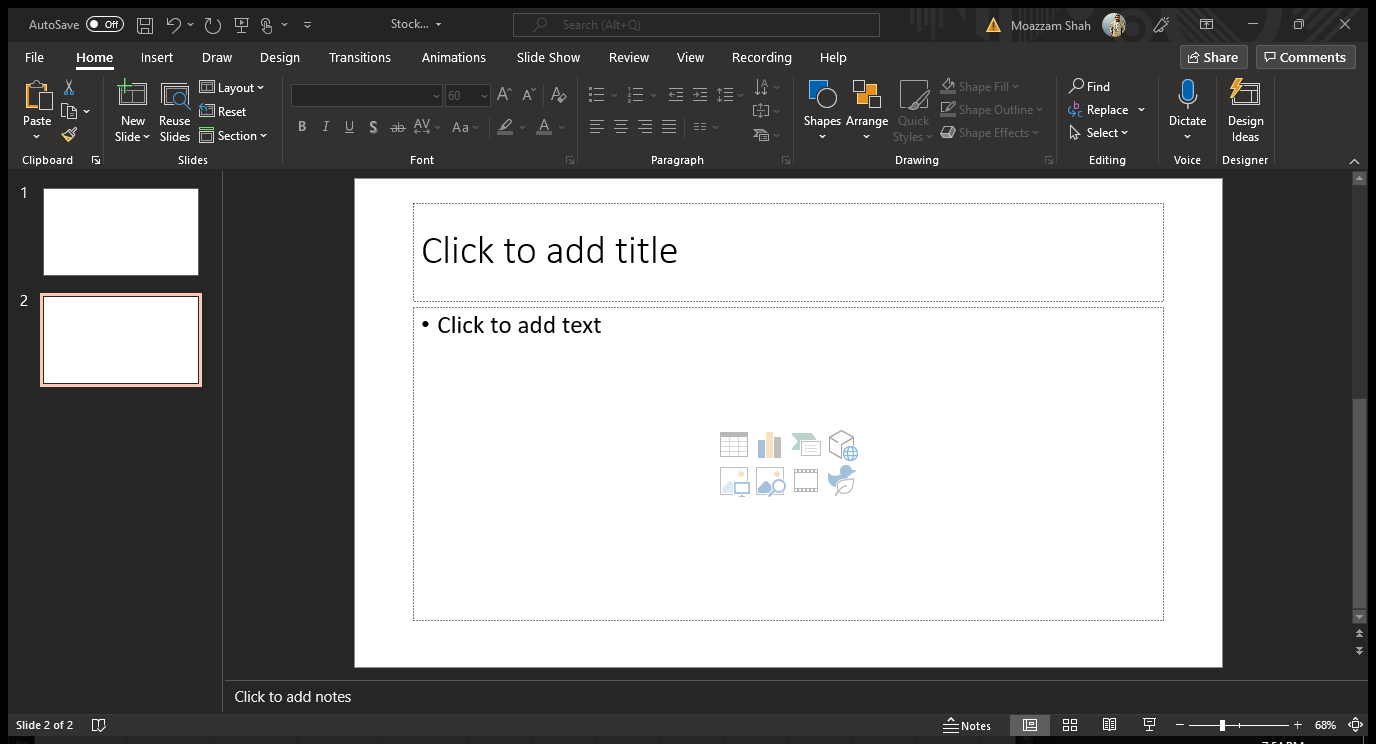 AutoSave Off Stock... Search (Alt+Q) Moazzam Shah
File Home Insert Draw Design Transitions Animations Slide Show Review View Recording Help Share Comments
Paste
Clipboard
New Slide
Reuse Slides
Layout
Reset
Section
Slides
60
B I U S ab AV Aa A
Font
Paragraph
Shapes
Arrange
Quick Styles
Shape Fill
Shape Outline
Shape Effects
Drawing
Find
Replace
Select
Editing
Dictate
Voice
Design Ideas
Designer
1
2
Click to add title
• Click to add text
Click to add notes
Slide 2 of 2 Notes 68%